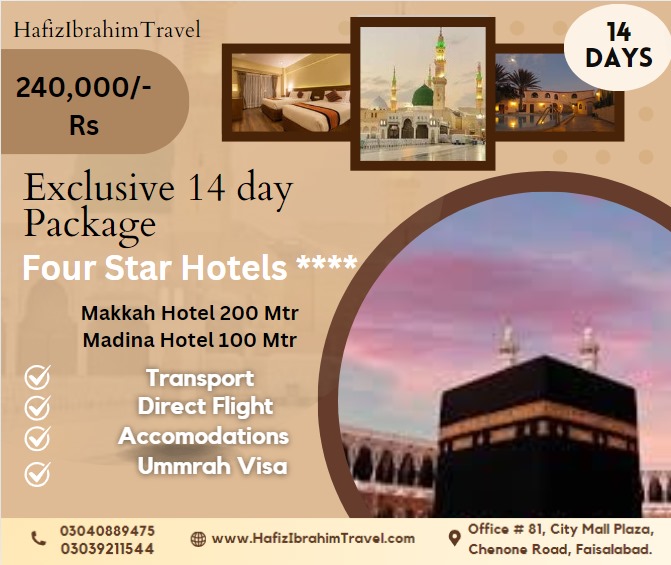 HafizIbrahimTravel
14
DAYS
240,000/-
Rs
Exclusive 14 day
Package
Four Star Hotels ****
Makkah Hotel 200 Mtr
Madina Hotel 100 Mtr
Transport
Direct Flight
Accomodations
Ummrah Visa
03040889475
03039211544
www.HafizIbrahimTravel.com
Office # 81, City Mall Plaza,
Chenone Road, Faisalabad.